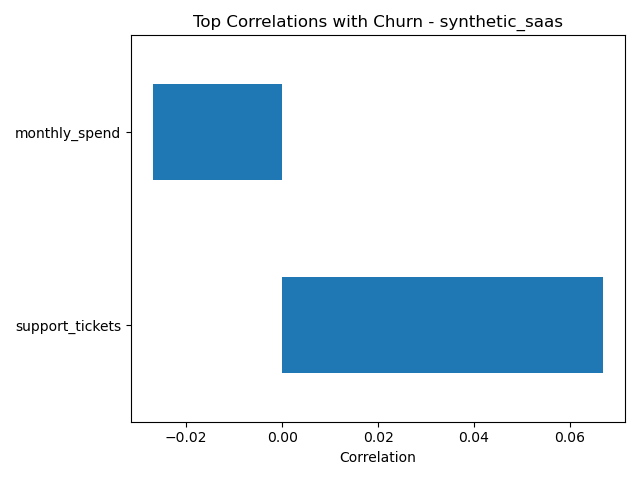 Top Correlations with Churn - synthetic_saas
monthly_spend
support_tickets
−0.02 0.00 0.02 0.04 0.06
Correlation